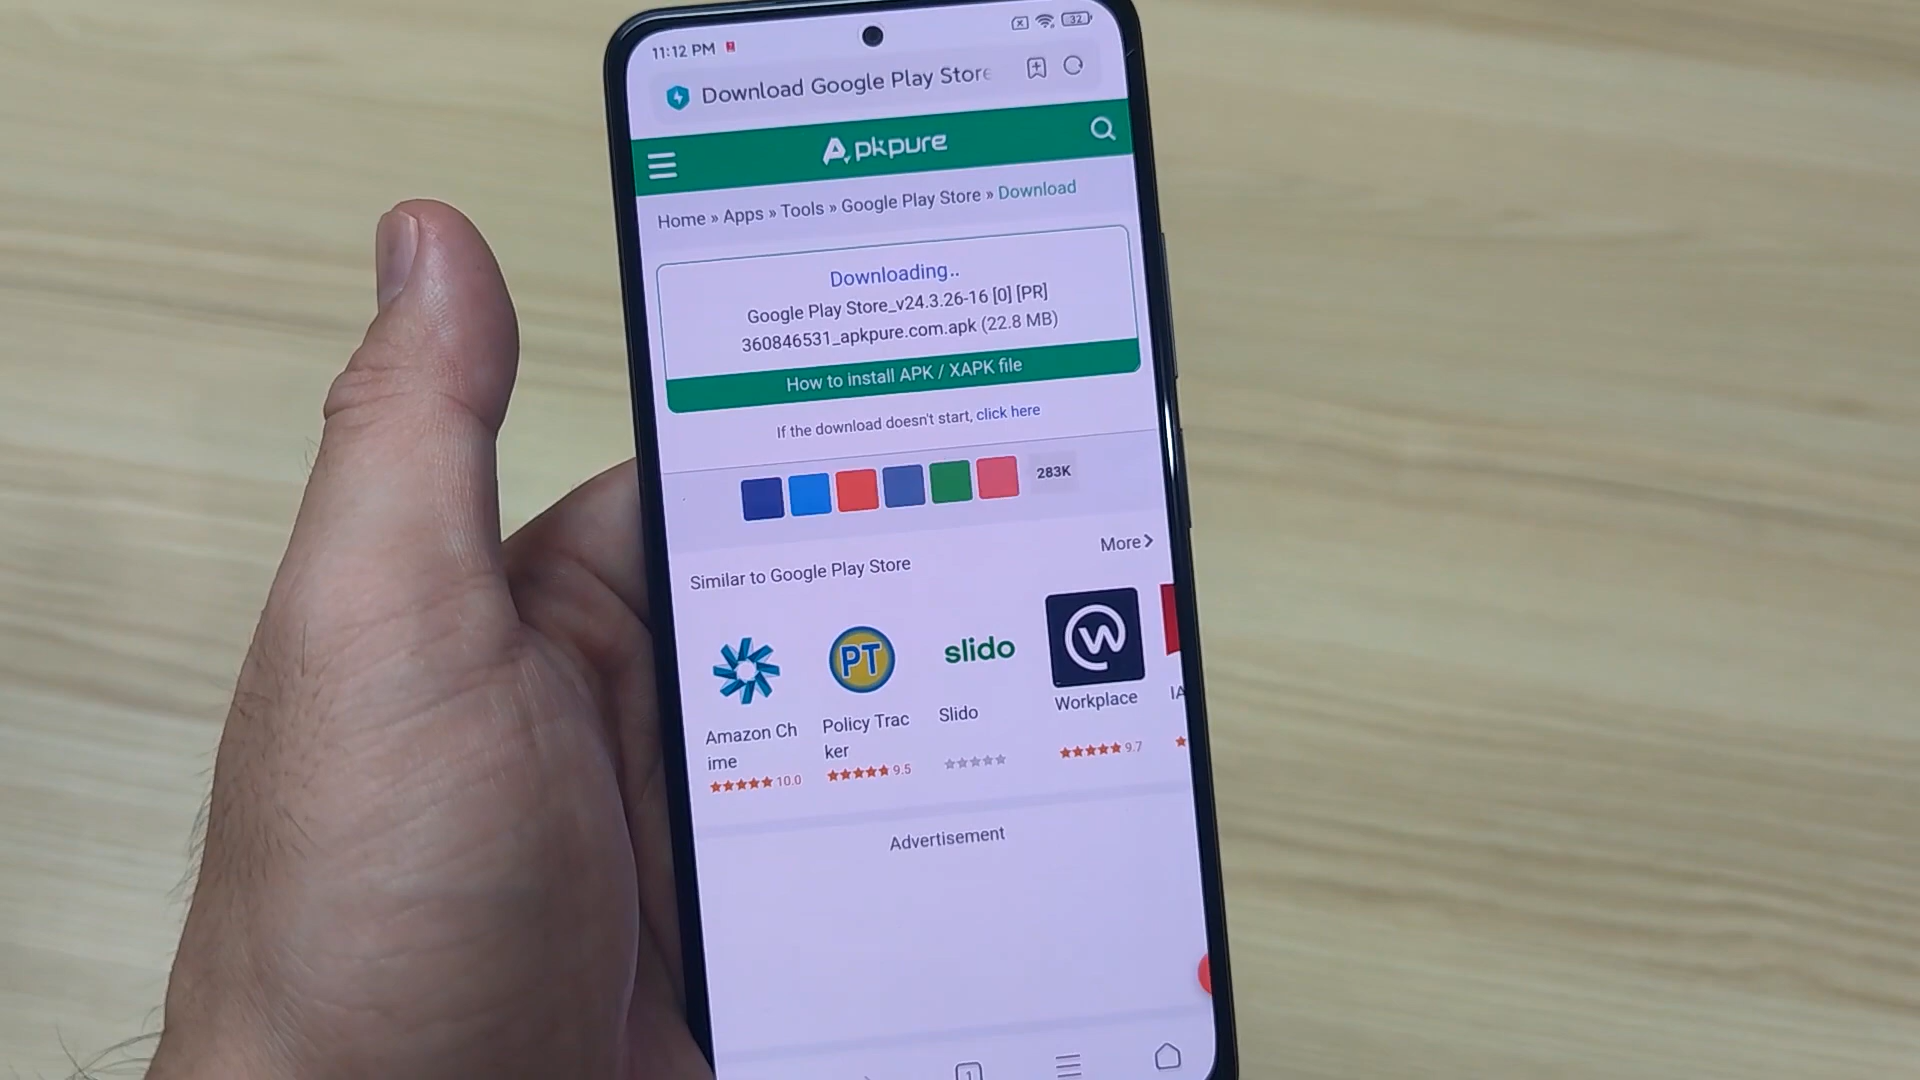 11:12 PM
32
Download Google Play Store
Apkpure
Home » Apps » Tools » Google Play Store » Download
Downloading..
Google Play Store_v24.3.26-16 [0] [PR]
360846531_apkpure.com.apk (22.8 MB)
How to install APK / XAPK file
If the download doesn't start, click here
283K
Similar to Google Play Store
More
PT
slido
W
Amazon Ch
ime
10.0
Policy Trac
ker
9.5
Slido
Workplace
9.7
IA
Advertisement
1